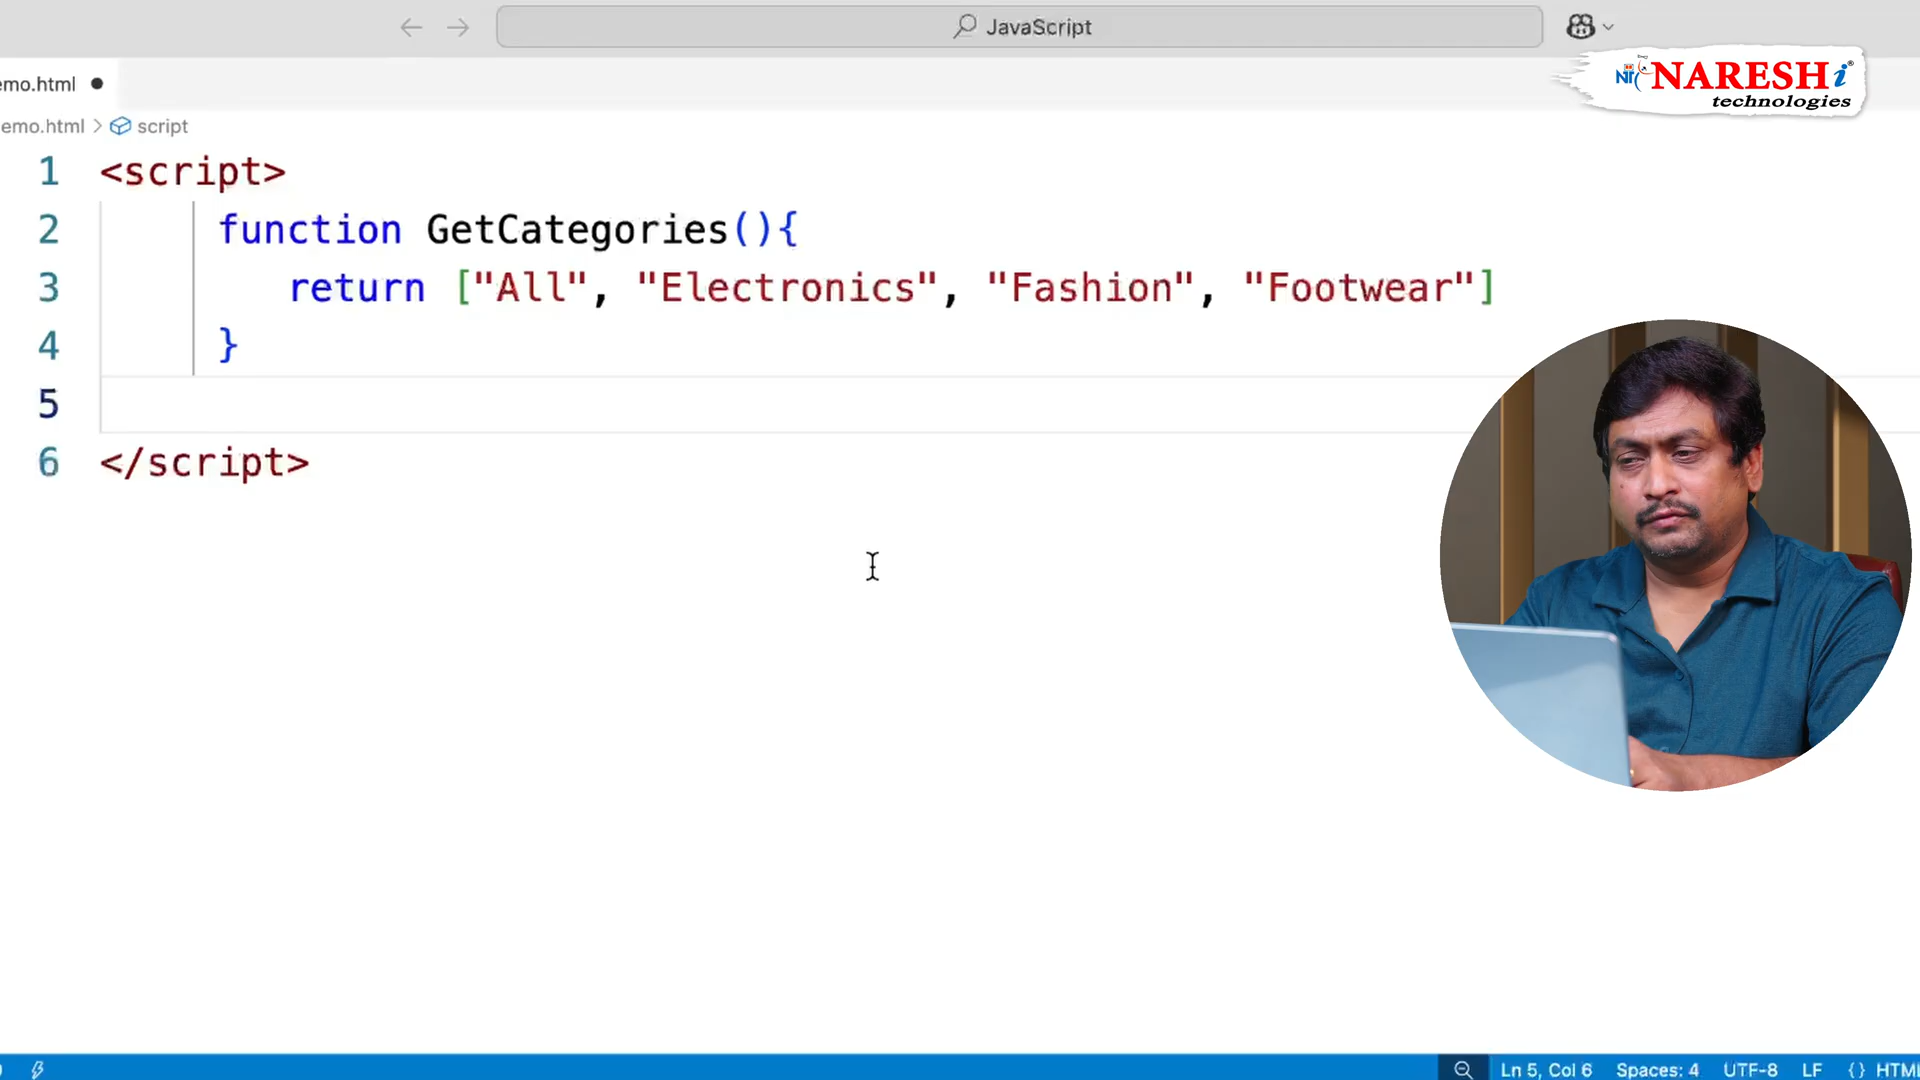 JavaScript
NARESH i
technologies
emo.html
emo.html > script
1 <script>
2 function GetCategories(){
3 return ["All", "Electronics", "Fashion", "Footwear"]
4 }
5
6 </script>
Ln 5, Col 6 Spaces: 4 UTF-8 LF {} HTML